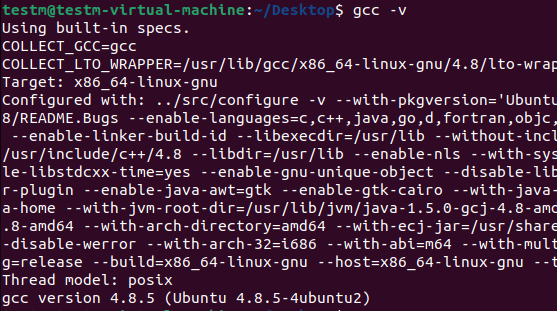 testm@testm-virtual-machine:~/Desktop$ gcc -v
Using built-in specs.
COLLECT_GCC=gcc
COLLECT_LTO_WRAPPER=/usr/lib/gcc/x86_64-linux-gnu/4.8/lto-wrap
Target: x86_64-linux-gnu
Configured with: ../src/configure -v --with-pkgversion='Ubuntu
8/README.Bugs --enable-languages=c,c++,java,go,d,fortran,objc,
--enable-linker-build-id --libexecdir=/usr/lib --without-incl
/usr/include/c++/4.8 --libdir=/usr/lib --enable-nls --with-sys
le-libstdcxx-time=yes --enable-gnu-unique-object --disable-lib
r-plugin --enable-java-awt=gtk --enable-gtk-cairo --with-java-
a-home --with-jvm-root-dir=/usr/lib/jvm/java-1.5.0-gcj-4.8-amd
.8-amd64 --with-arch-directory=amd64 --with-ecj-jar=/usr/share
-disable-werror --with-arch-32=i686 --with-abi=m64 --with-mult
g=release --build=x86_64-linux-gnu --host=x86_64-linux-gnu --t
Thread model: posix
gcc version 4.8.5 (Ubuntu 4.8.5-4ubuntu2)